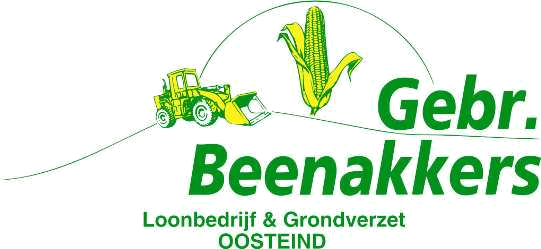 Gebr.
Beenakkers
Loonbedrijf & Grondverzet
OOSTEIND